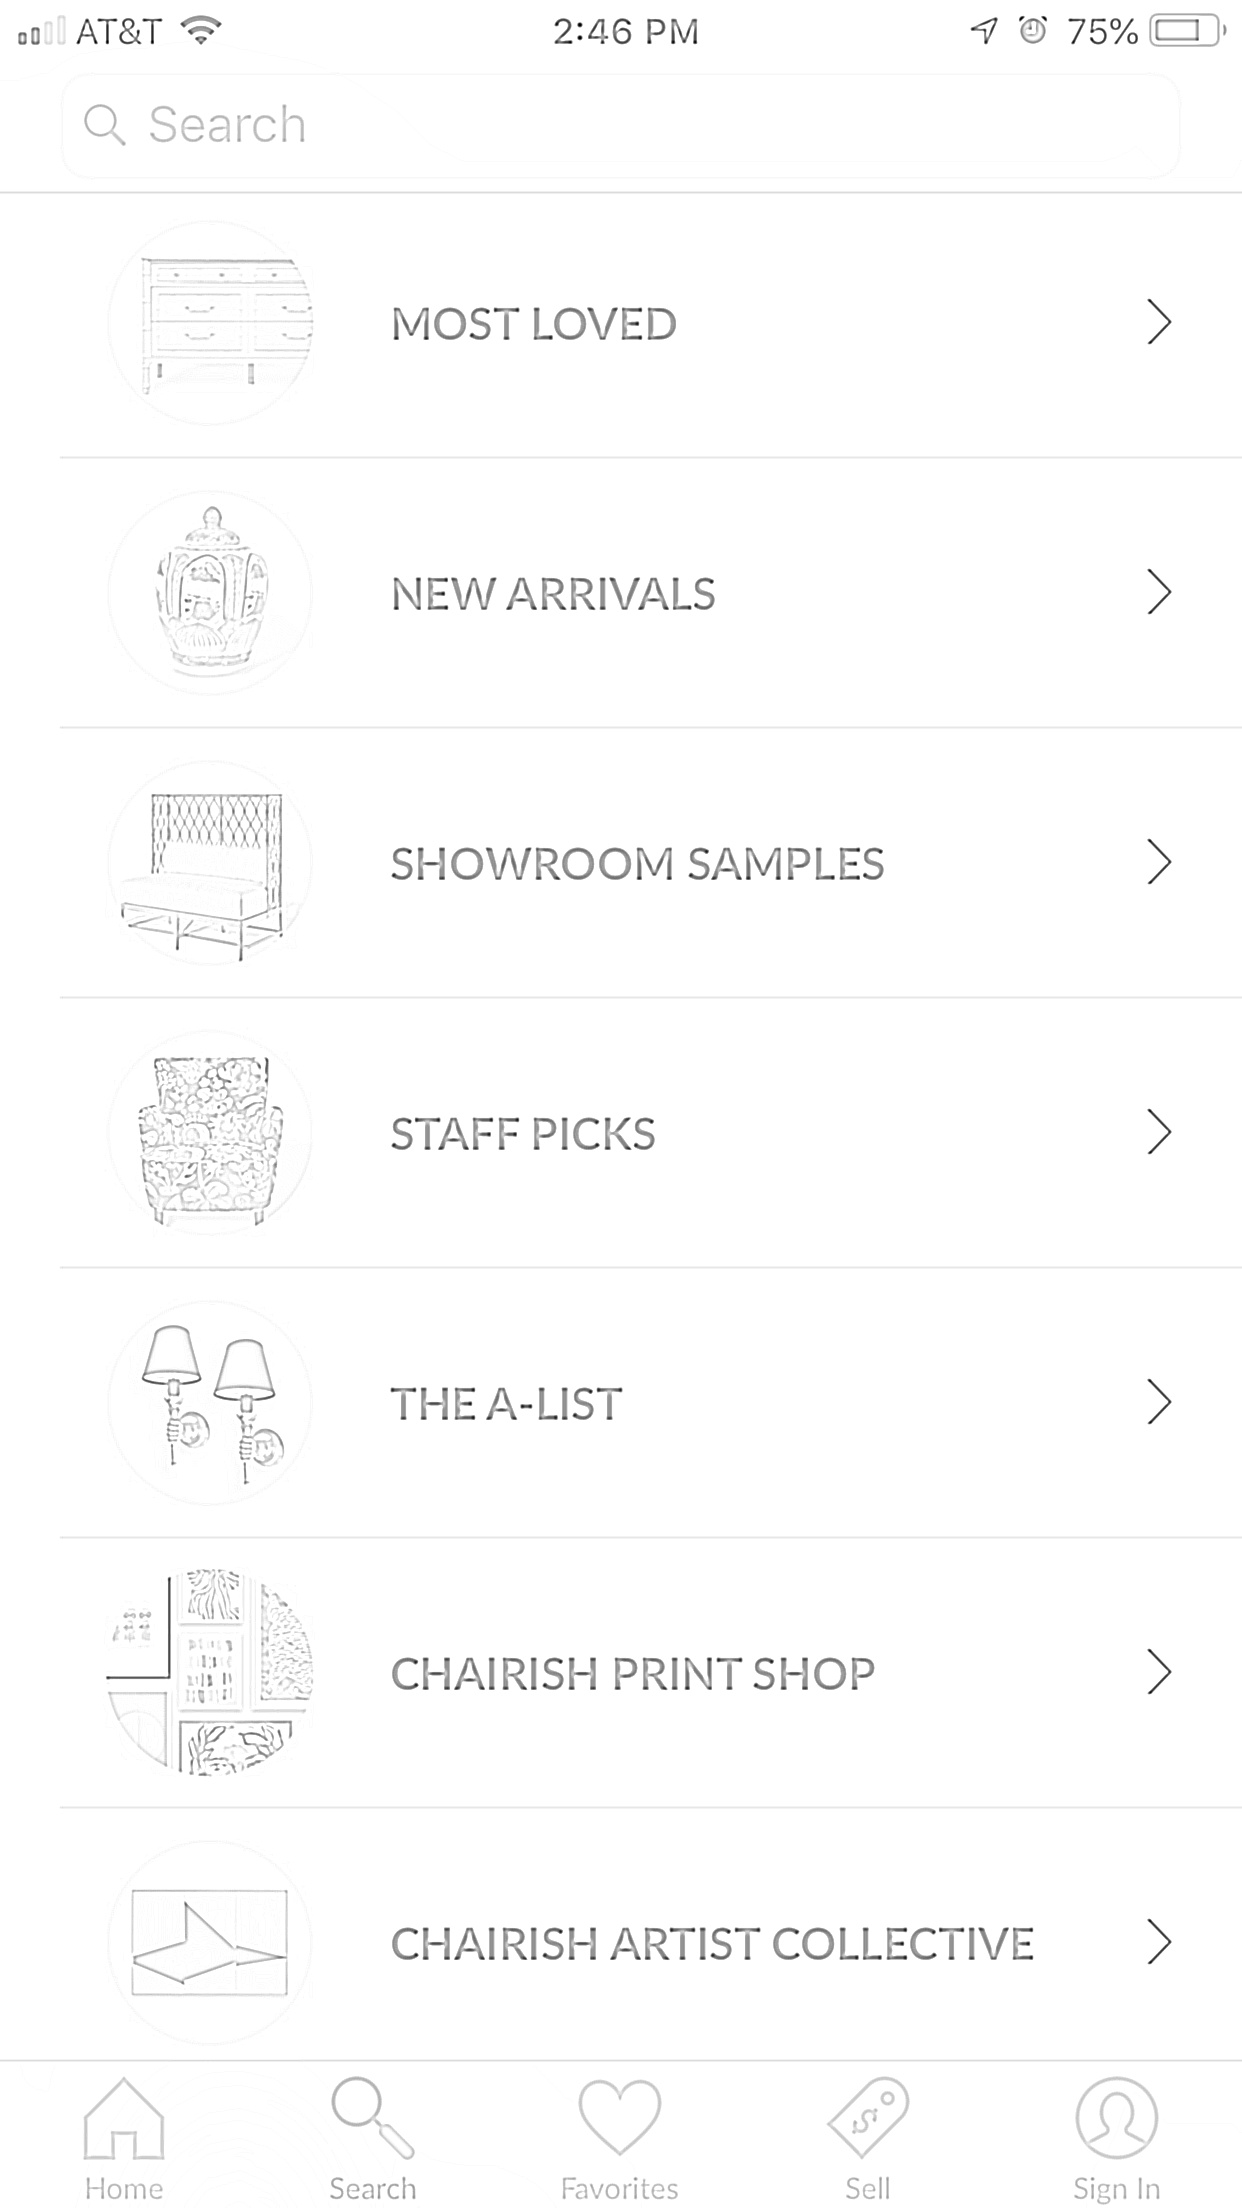 AT&T 2:46 PM 75%
Search
MOST LOVED
NEW ARRIVALS
SHOWROOM SAMPLES
STAFF PICKS
THE A-LIST
CHAIRISH PRINT SHOP
CHAIRISH ARTIST COLLECTIVE
Home Search Favorites Sell Sign In